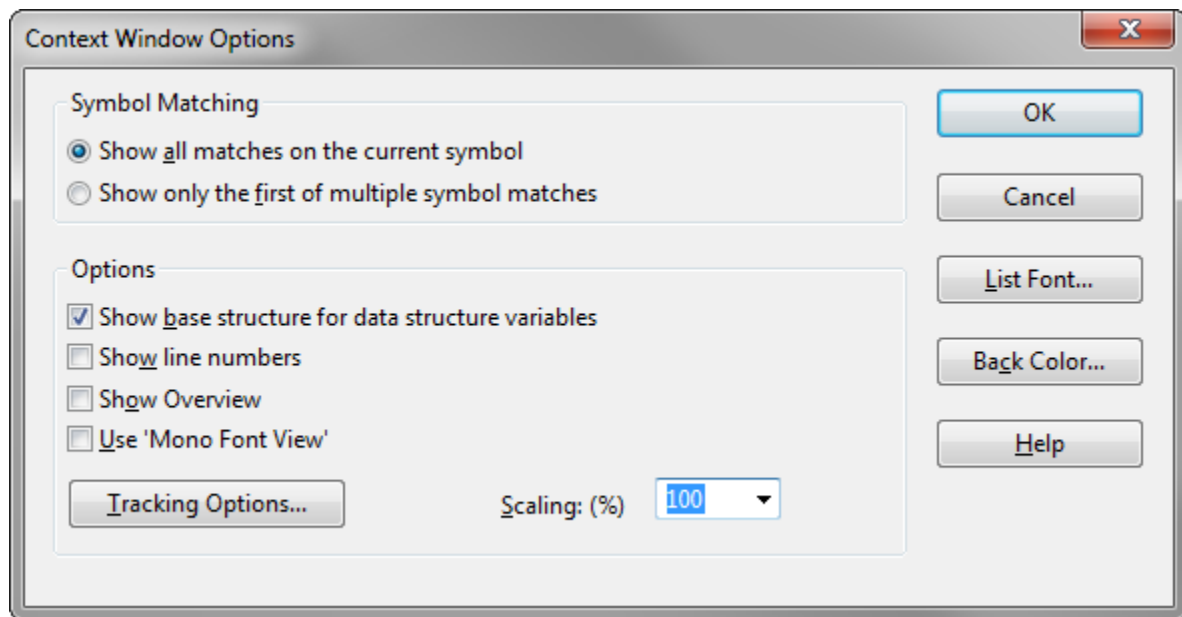 Context Window Options
Symbol Matching
Show all matches on the current symbol
Show only the first of multiple symbol matches
Options
Show base structure for data structure variables
Show line numbers
Show Overview
Use 'Mono Font View'
Tracking Options...
Scaling: (%)
100
OK
Cancel
List Font...
Back Color...
Help